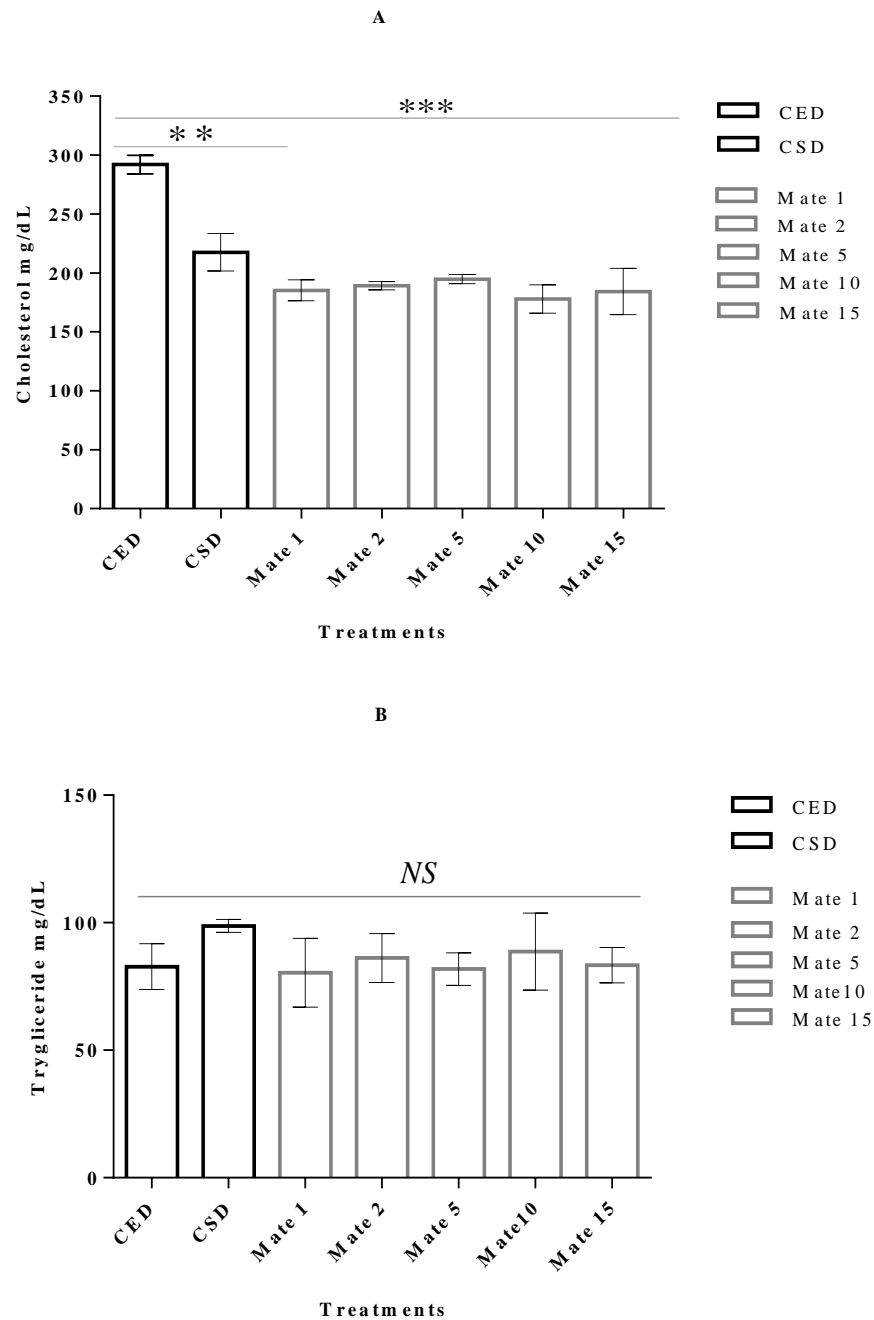 A
350
300
250
200
150
100
50
0
Cholesterol mg/dL
***
**
CED
CSD
Mate 1
Mate 2
Mate 5
Mate 10
Mate 15
Treatments
CED
CSD
Mate 1
Mate 2
Mate 5
Mate 10
Mate 15
B
150
100
50
0
Trygliceride mg/dL
NS
CED
CSD
Mate 1
Mate 2
Mate 5
Mate10
Mate 15
Treatments
CED
CSD
Mate 1
Mate 2
Mate 5
Mate10
Mate 15